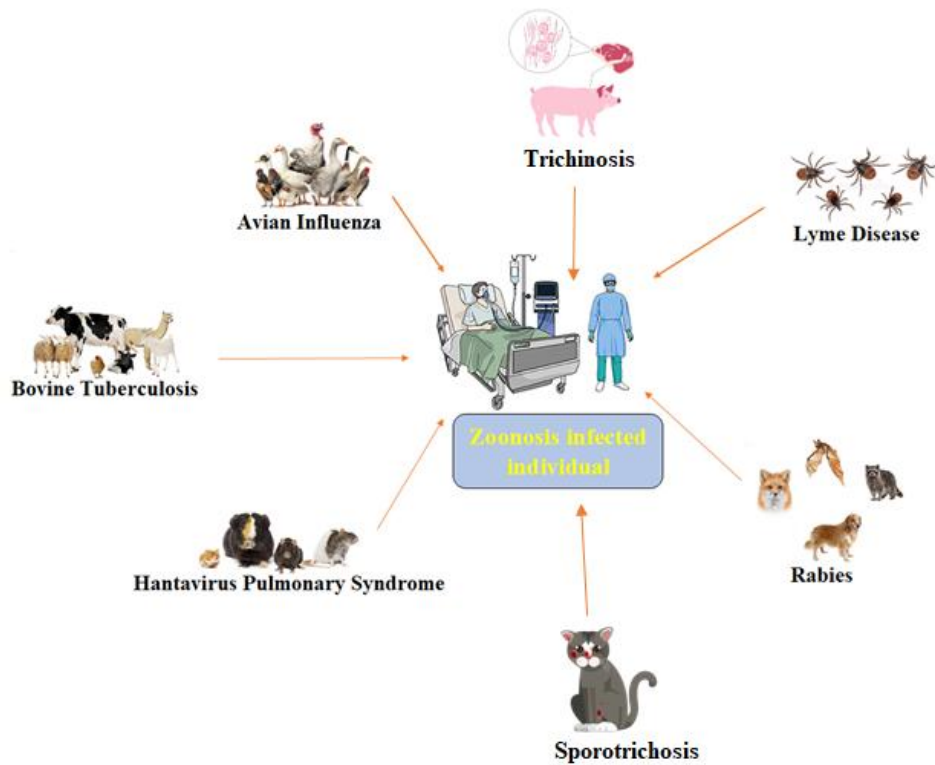 Trichinosis
Avian Influenza
Lyme Disease
Bovine Tuberculosis
Zoonosis infected
individual
Hantavirus Pulmonary Syndrome
Rabies
Sporotrichosis